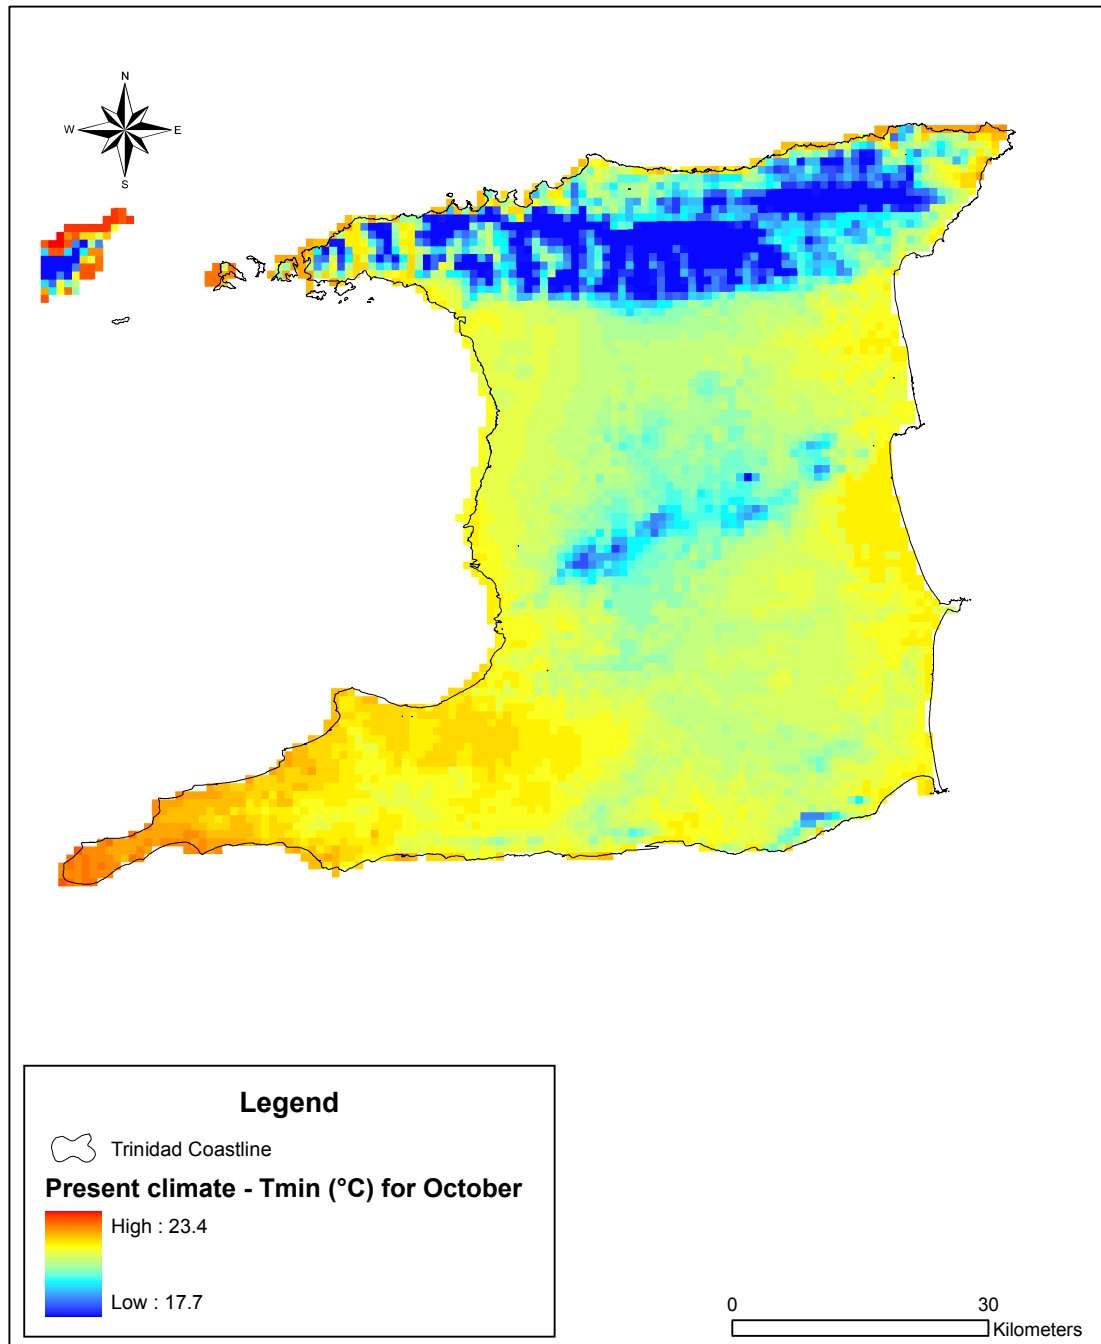 N
W E
S
Legend
Trinidad Coastline
Present climate - Tmin (°C) for October
High : 23.4
Low : 17.7
0 30
Kilometers